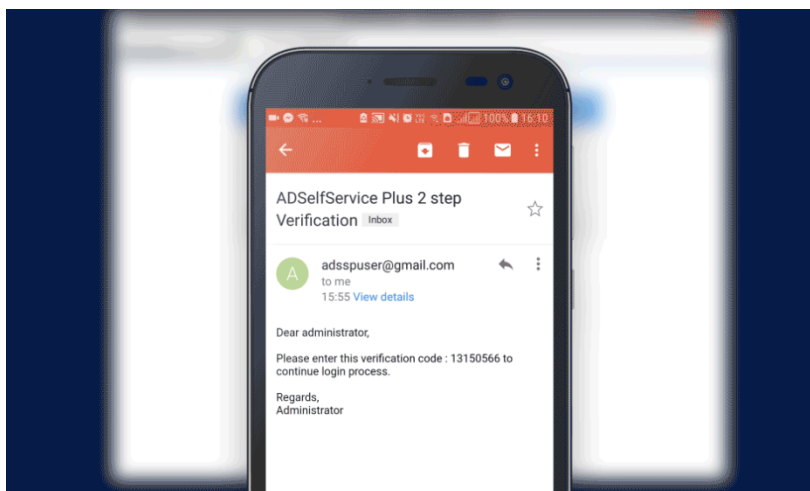 100% 16:10
ADSelfService Plus 2 step
Verification Inbox
A
adsspuser@gmail.com
to me
15:55 View details
Dear administrator,
Please enter this verification code : 13150566 to
continue login process.
Regards,
Administrator